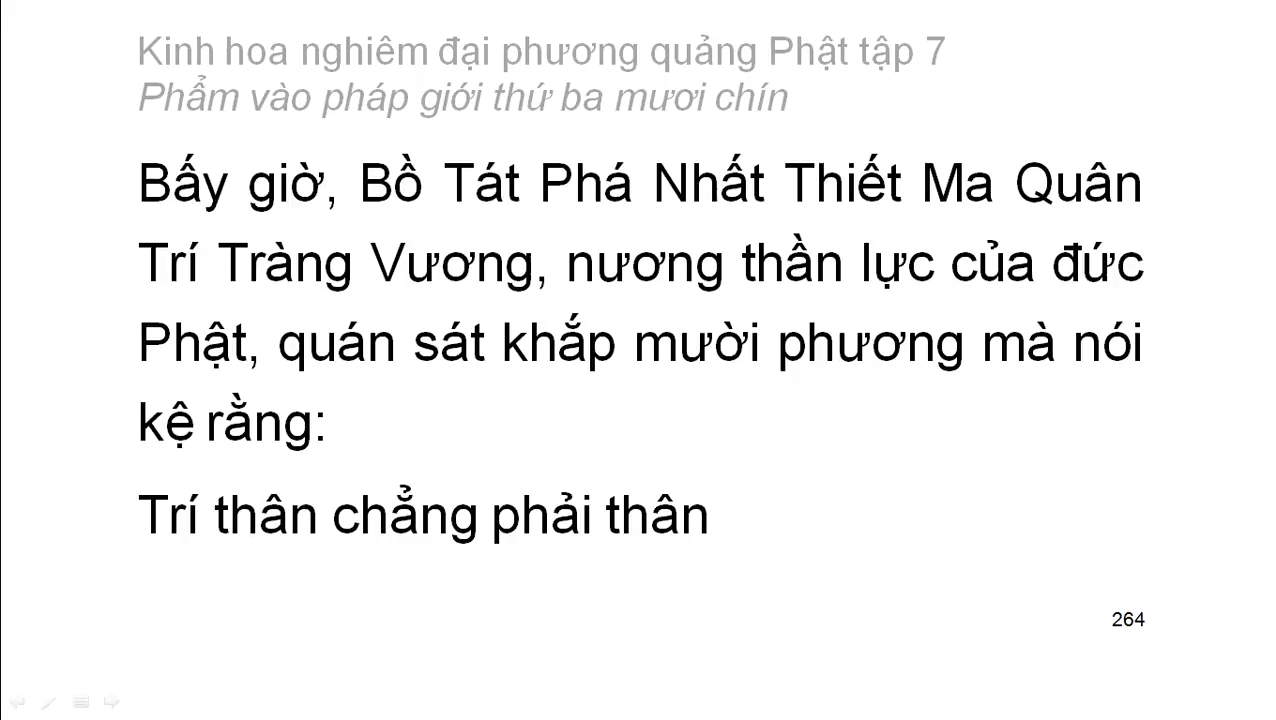 Kinh hoa nghiêm đại phương quảng Phật tập 7
Phẩm vào pháp giới thứ ba mươi chín
Bấy giờ, Bồ Tát Phá Nhất Thiết Ma Quân
Trí Tràng Vương, nương thần lực của đức
Phật, quán sát khắp mười phương mà nói
kệ rằng:
Trí thân chẳng phải thân
264